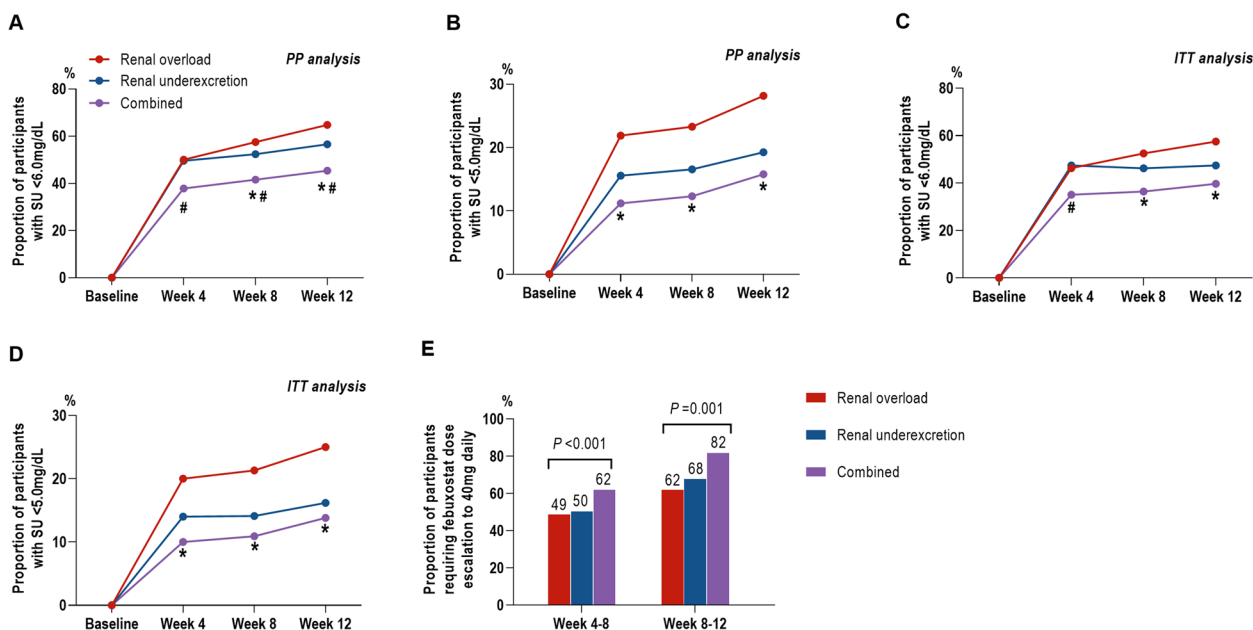 A
Renal overload
Renal underexcretion
Combined
PP analysis
%
Proportion of participants
with SU <6.0mg/dL
80
60
40
20
0
#
* #
* #
Baseline
Week 4
Week 8
Week 12
B
PP analysis
%
Proportion of participants
with SU <5.0mg/dL
30
20
10
0
*
*
*
Baseline
Week 4
Week 8
Week 12
C
ITT analysis
%
Proportion of participants
with SU <6.0mg/dL
80
60
40
20
0
#
*
*
Baseline
Week 4
Week 8
Week 12
D
ITT analysis
%
Proportion of participants
with SU <5.0mg/dL
30
20
10
0
*
*
*
Baseline
Week 4
Week 8
Week 12
E
%
Proportion of participants
requiring febuxostat dose
escalation to 40mg daily
100
80
60
40
20
0
P <0.001
49
50
62
P =0.001
62
68
82
Week 4-8
Week 8-12
Renal overload
Renal underexcretion
Combined